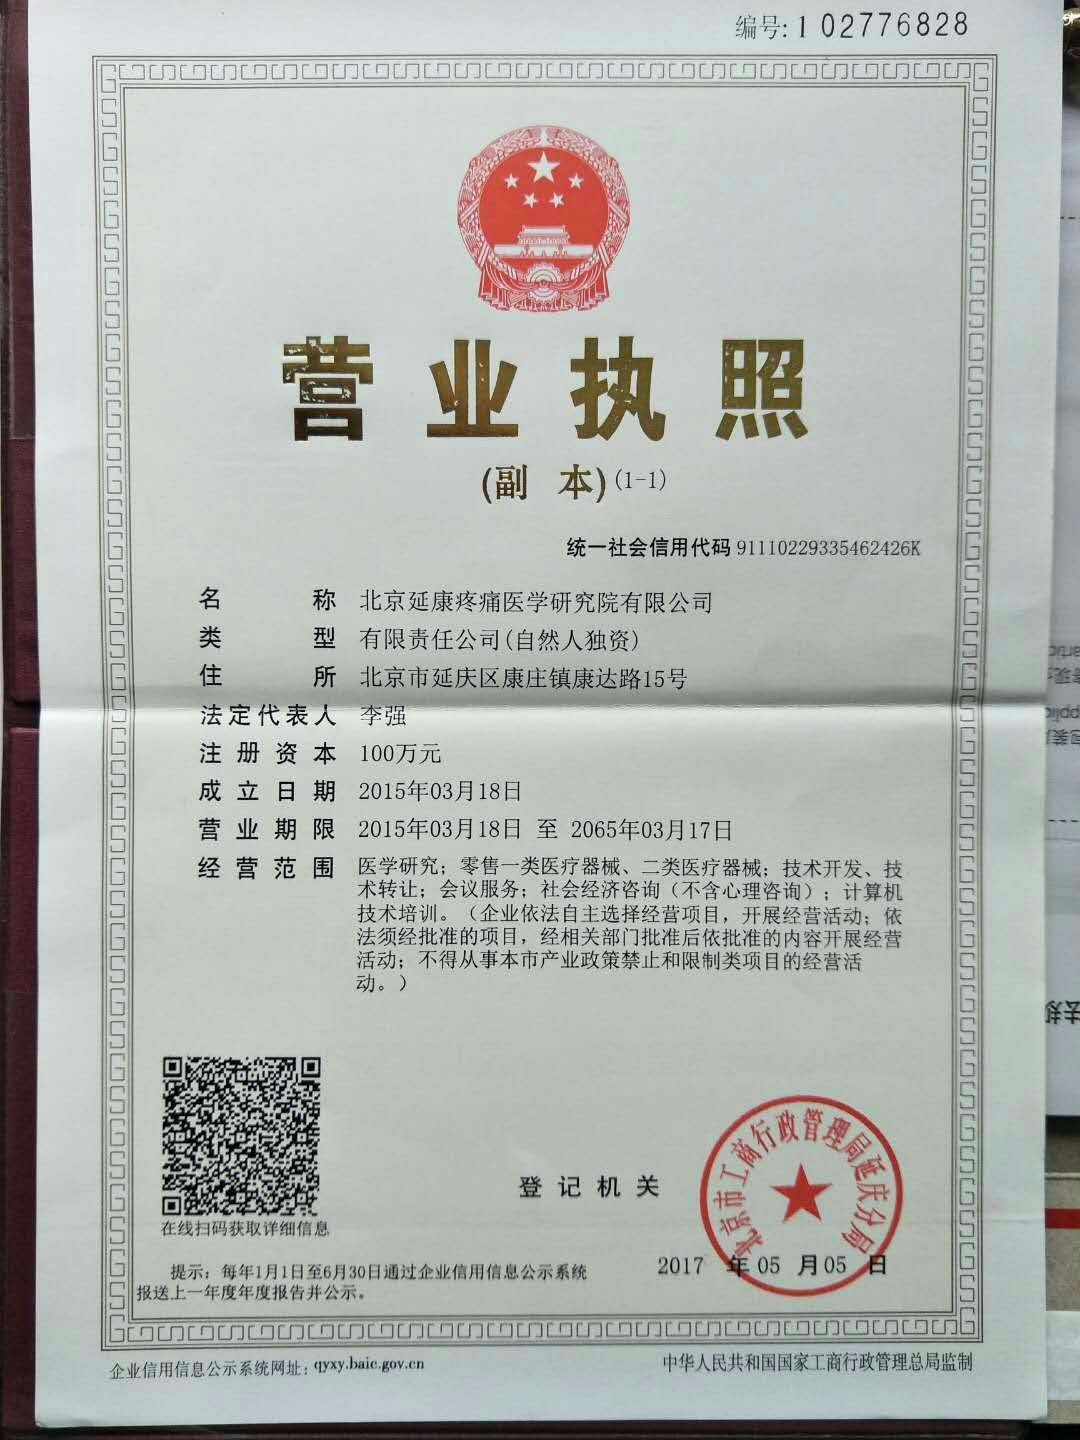 编号:1 02776828
营业执照
(副 本)(1-1)
统一社会信用代码 91110229335462426K
名称 北京延康疼痛医学研究院有限公司
类型 有限责任公司(自然人独资)
住所 北京市延庆区康庄镇康达路15号
法定代表人 李强
注册资本 100万元
成立日期 2015年03月18日
营业期限 2015年03月18日 至 2065年03月17日
经营范围 医学研究；零售一类医疗器械、二类医疗器械；技术开发、技
术转让；会议服务；社会经济咨询（不含心理咨询）；计算机
技术培训。（企业依法自主选择经营项目，开展经营活动；依
法须经批准的项目，经相关部门批准后依批准的内容开展经营
活动；不得从事本市产业政策禁止和限制类项目的经营活
动。）
在线扫码获取详细信息
登记机关
北京市工商行政管理局延庆分局
2017 年 05 月 05 日
提示：每年1月1日至6月30日通过企业信用信息公示系统
报送上一年度年度报告并公示。
企业信用信息公示系统网址：qyxy.baic.gov.cn
中华人民共和国国家工商行政管理总局监制